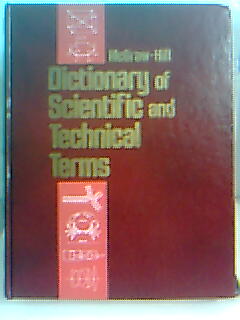 McGraw-Hill
Dictionary of
Scientific and
Technical
Terms